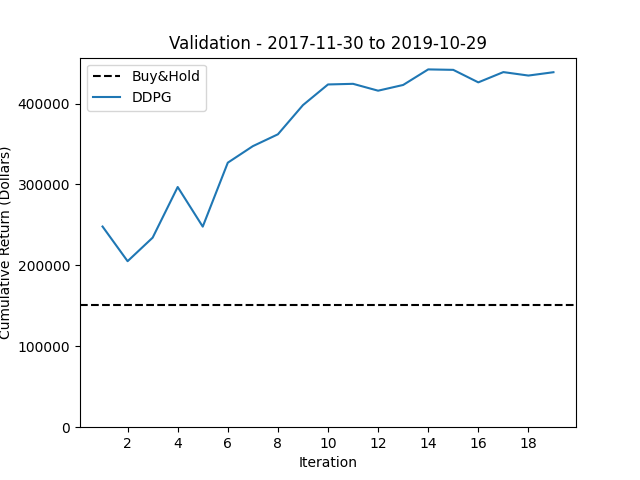 Validation - 2017-11-30 to 2019-10-29
Buy&Hold
DDPG
Cumulative Return (Dollars)
400000
300000
200000
100000
0
2 4 6 8 10 12 14 16 18
Iteration